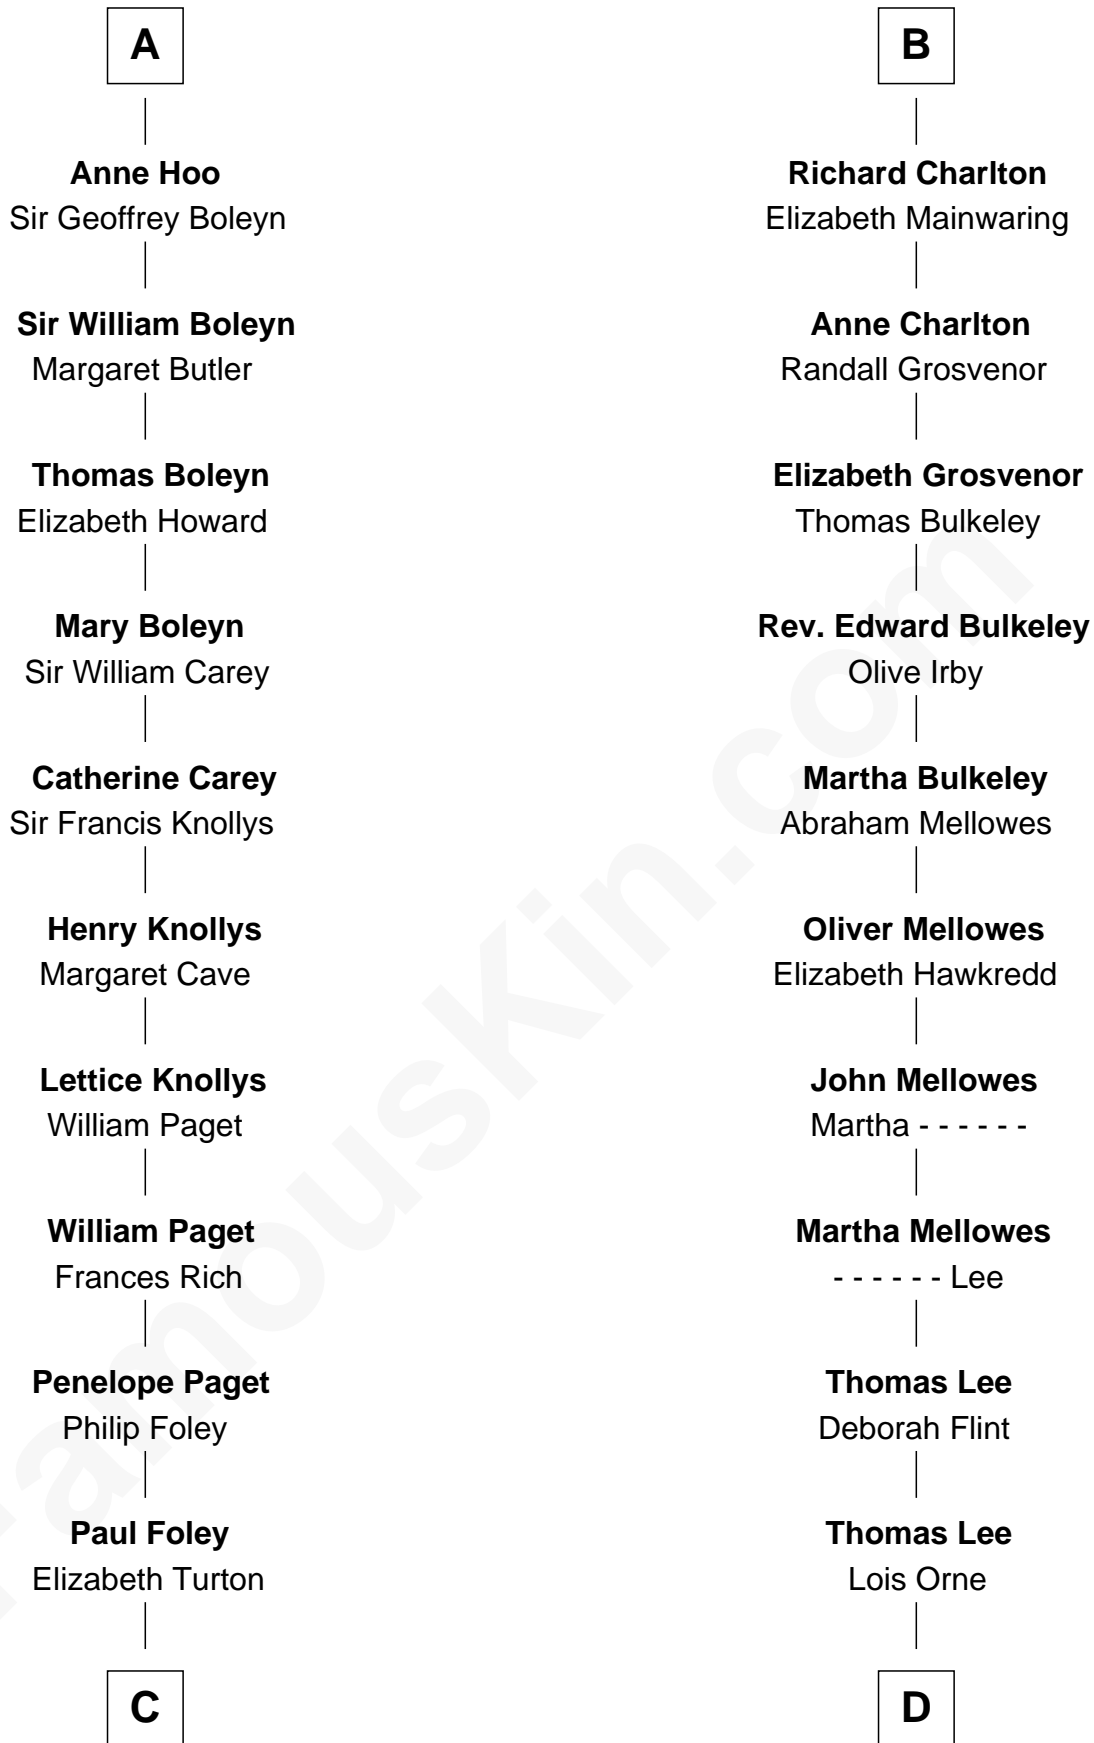 A
Anne Hoo
Sir Geoffrey Boleyn
Sir William Boleyn
Margaret Butler
Thomas Boleyn
Elizabeth Howard
Mary Boleyn
Sir William Carey
Catherine Carey
Sir Francis Knollys
Henry Knollys
Margaret Cave
Lettice Knollys
William Paget
William Paget
Frances Rich
Penelope Paget
Philip Foley
Paul Foley
Elizabeth Turton
C
B
Richard Charlton
Elizabeth Mainwaring
Anne Charlton
Randall Grosvenor
Elizabeth Grosvenor
Thomas Bulkeley
Rev. Edward Bulkeley
Olive Irby
Martha Bulkeley
Abraham Mellowes
Oliver Mellowes
Elizabeth Hawkredd
John Mellowes
Martha - - - - - -
Martha Mellowes
- - - - - - Lee
Thomas Lee
Deborah Flint
Thomas Lee
Lois Orne
D
FamousKin.com